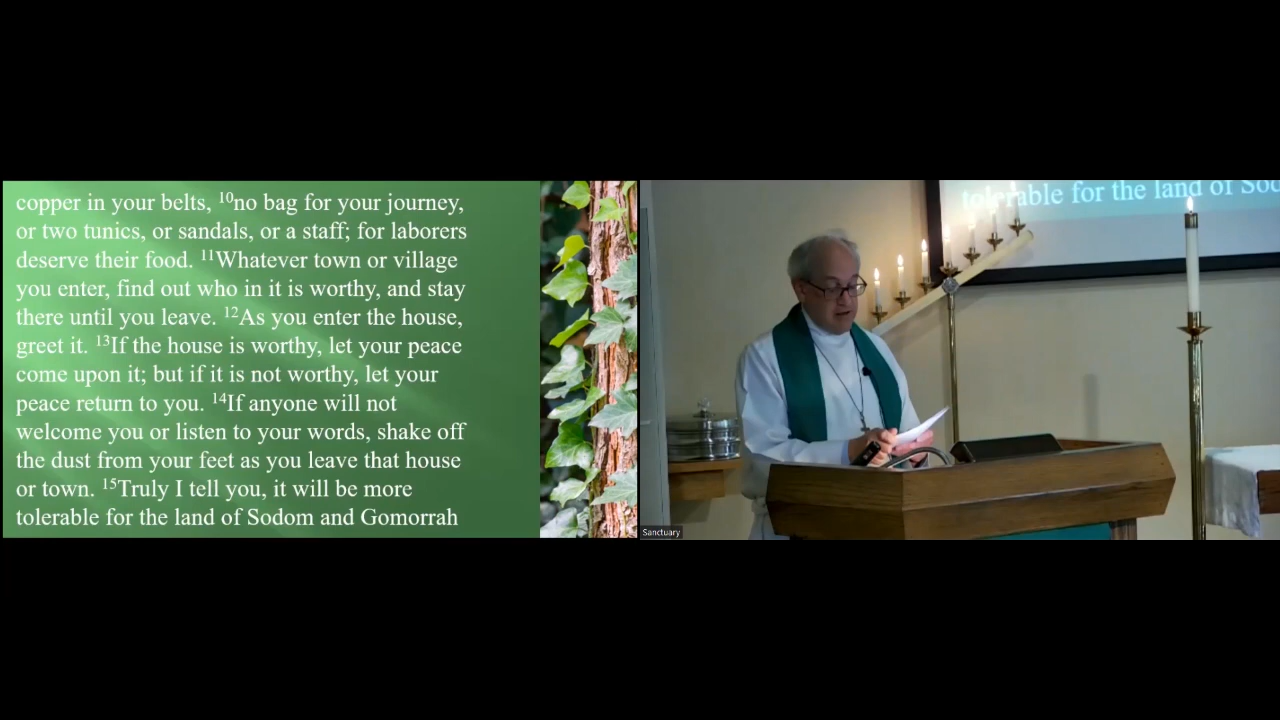 copper in your belts, ¹⁰no bag for your journey,
or two tunics, or sandals, or a staff; for laborers
deserve their food. ¹¹Whatever town or village
you enter, find out who in it is worthy, and stay
there until you leave. ¹²As you enter the house,
greet it. ¹³If the house is worthy, let your peace
come upon it; but if it is not worthy, let your
peace return to you. ¹⁴If anyone will not
welcome you or listen to your words, shake off
the dust from your feet as you leave that house
or town. ¹⁵Truly I tell you, it will be more
tolerable for the land of Sodom and Gomorrah
tolerable for the land of Sod
Sanctuary